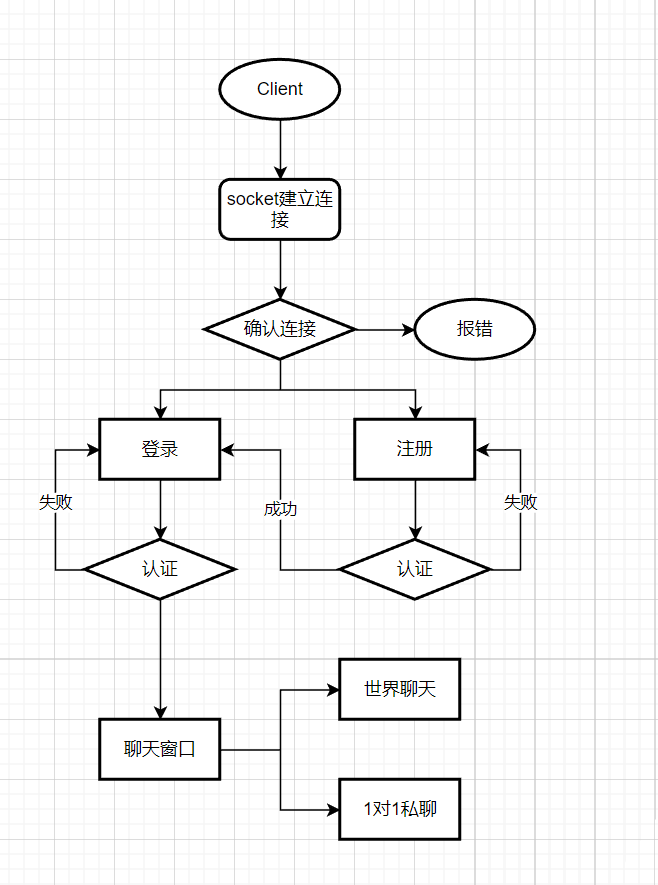 Client
socket建立连
接
确认连接
报错
登录
注册
失败
成功
失败
认证
认证
世界聊天
聊天窗口
1对1私聊